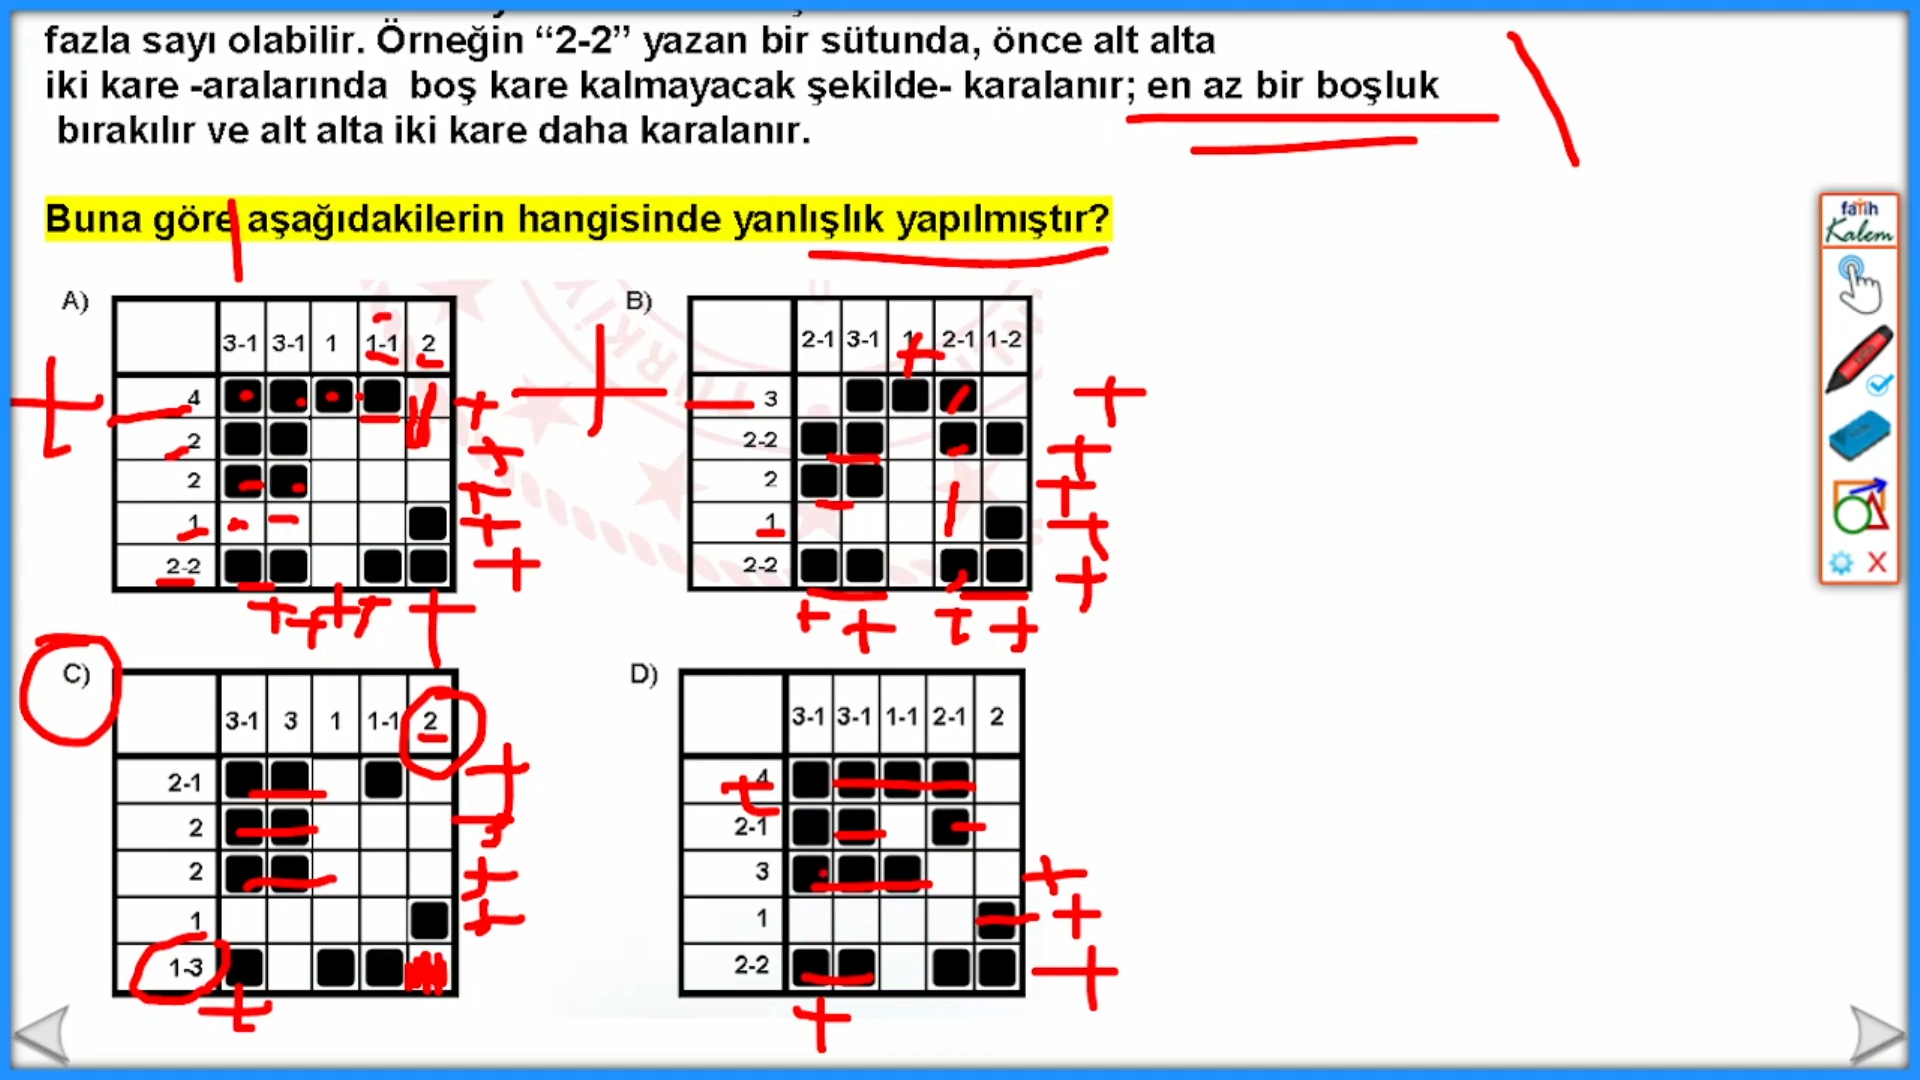 fazla sayı olabilir. Örneğin “2-2” yazan bir sütunda, önce alt alta
iki kare -aralarında boş kare kalmayacak şekilde- karalanır; en az bir boşluk
bırakılır ve alt alta iki kare daha karalanır.
Buna göre aşağıdakilerin hangisinde yanlışlık yapılmıştır?
fatih
Kalem
A)
3-1 3-1 1 1-1 2
4
2
2
1
2-2
B)
2-1 3-1 1 2-1 1-2
3
2-2
2
1
2-2
TÜRKİY
C)
3-1 3 1 1-1 2
2-1
2
2
1
1-3
D)
3-1 3-1 1-1 2-1 2
4
2-1
3
1
2-2